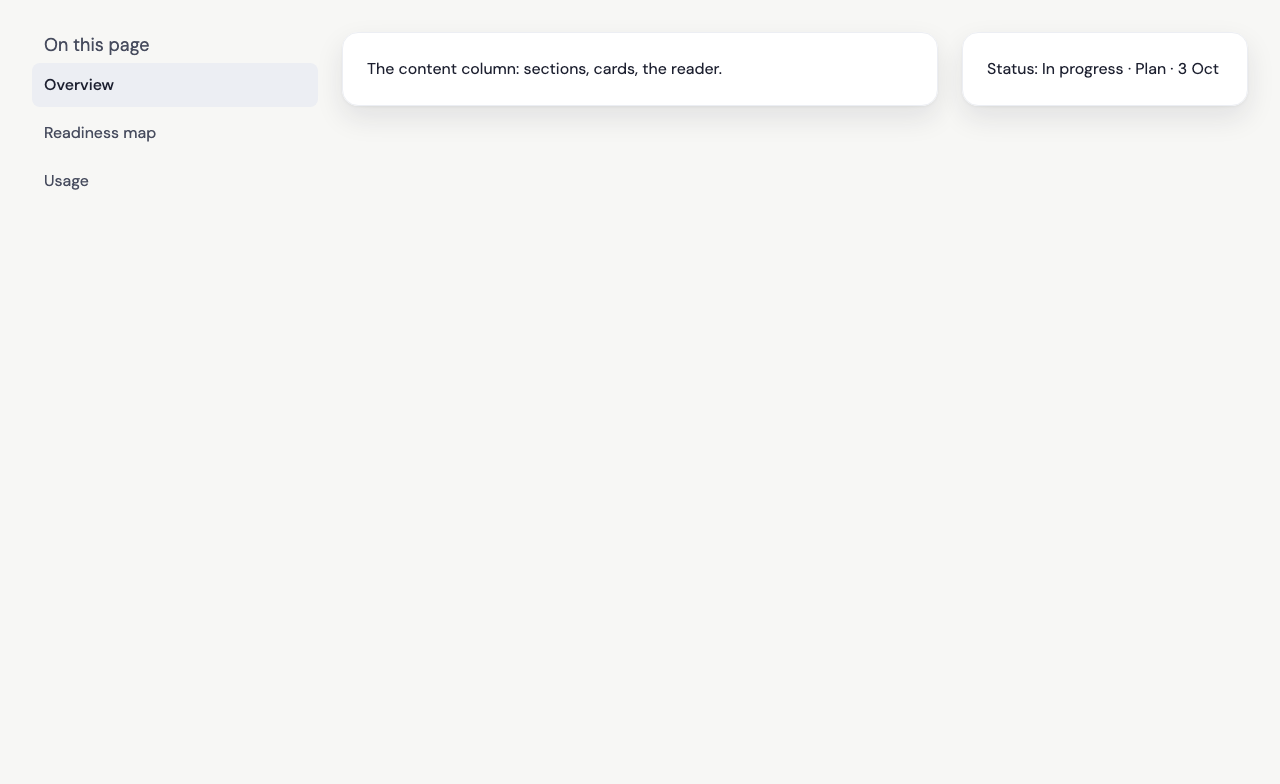 On this page
Overview
Readiness map
Usage
The content column: sections, cards, the reader.
Status: In progress · Plan · 3 Oct